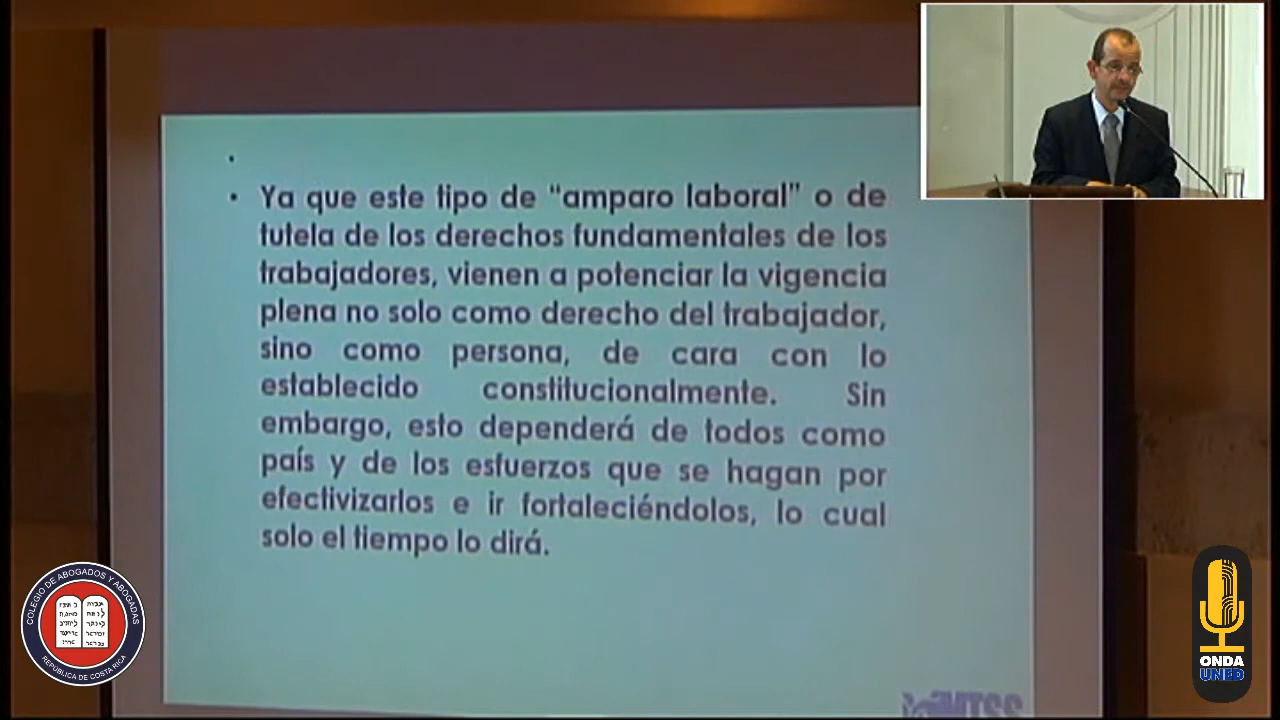 • Ya que este tipo de “amparo laboral” o de
tutela de los derechos fundamentales de los
trabajadores, vienen a potenciar la vigencia
plena no solo como derecho del trabajador,
sino como persona, de cara con lo
establecido constitucionalmente. Sin
embargo, esto dependerá de todos como
país y de los esfuerzos que se hagan por
efectivizarlos e ir fortaleciéndolos, lo cual
solo el tiempo lo dirá.
MTSS
COLEGIO DE ABOGADOS Y ABOGADAS
REPÚBLICA DE COSTA RICA
ONDA
UNED